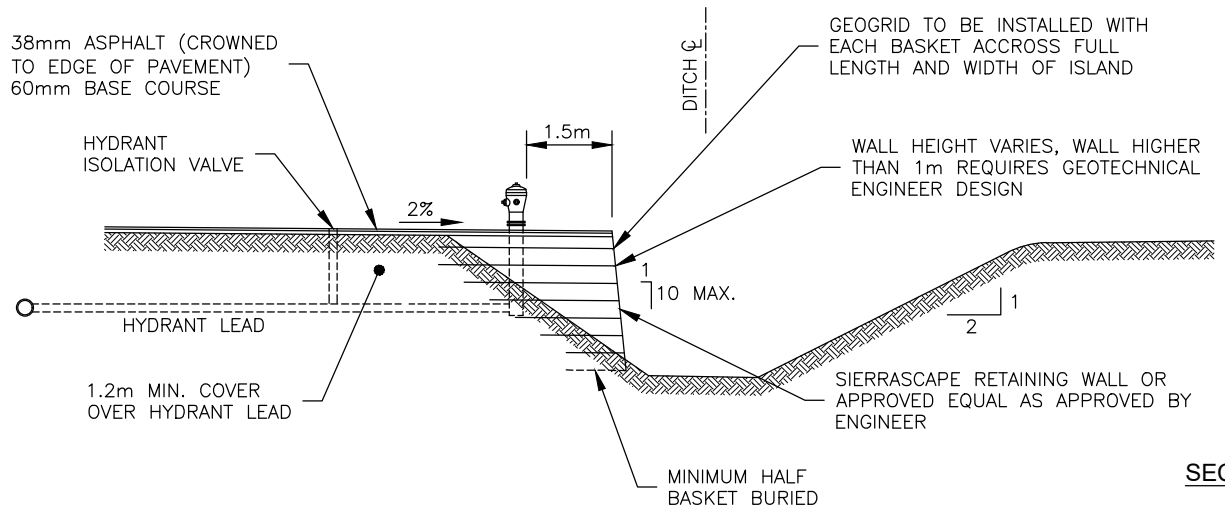 38mm ASPHALT (CROWNED
TO EDGE OF PAVEMENT)
60mm BASE COURSE
HYDRANT
ISOLATION VALVE
2%
1.5m
DITCH ℄
GEOGRID TO BE INSTALLED WITH
EACH BASKET ACCROSS FULL
LENGTH AND WIDTH OF ISLAND
WALL HEIGHT VARIES, WALL HIGHER
THAN 1m REQUIRES GEOTECHNICAL
ENGINEER DESIGN
1
10 MAX.
1
2
HYDRANT LEAD
1.2m MIN. COVER
OVER HYDRANT LEAD
SIERRASCAPE RETAINING WALL OR
APPROVED EQUAL AS APPROVED BY
ENGINEER
MINIMUM HALF
BASKET BURIED
SEC